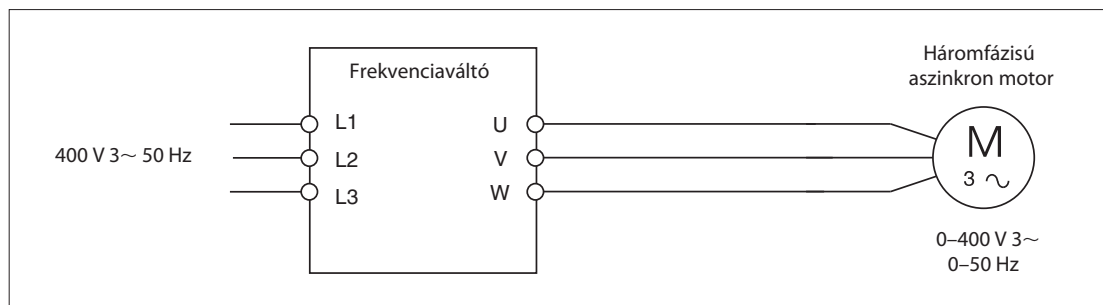 Frekvenciaváltó
Háromfázisú
aszinkron motor
400 V 3~ 50 Hz
L1
L2
L3
U
V
W
M
3 ∿
0–400 V 3~
0–50 Hz